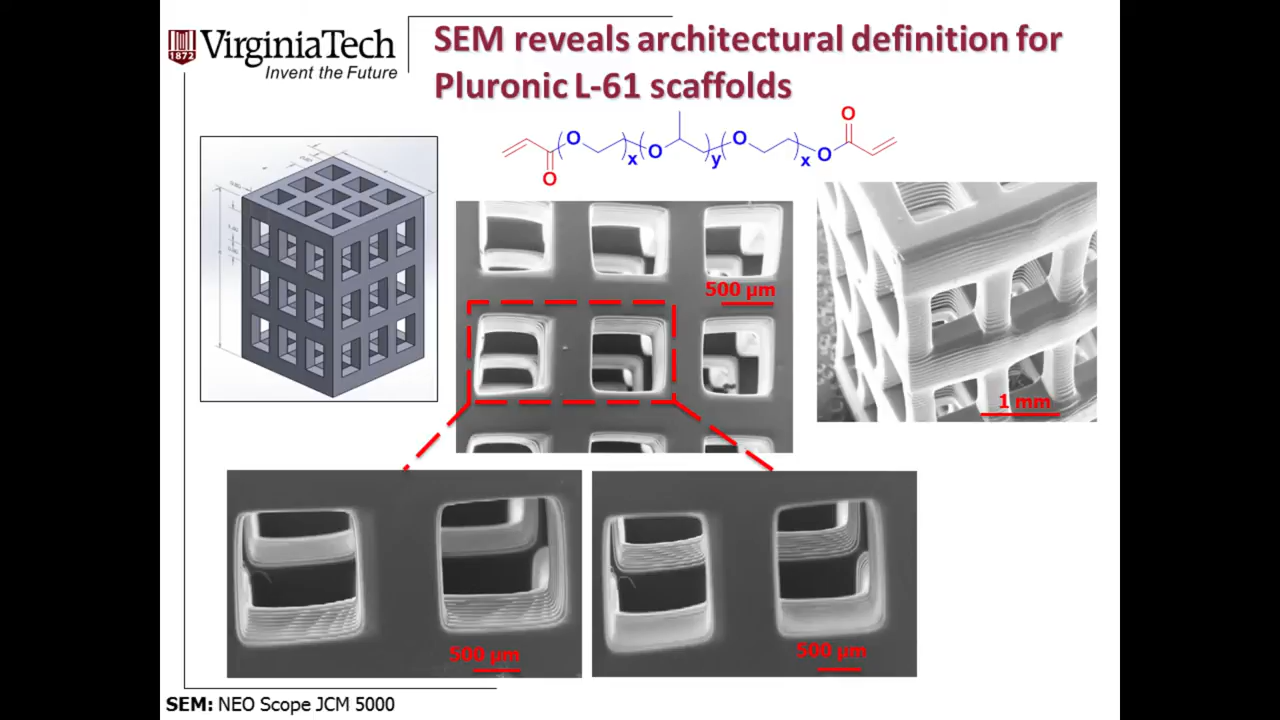 VirginiaTech
1872
Invent the Future
SEM reveals architectural definition for
Pluronic L-61 scaffolds
O
O
x
O
y
O
x
O
O
500 µm
1 mm
500 µm
500 µm
SEM: NEO Scope JCM 5000